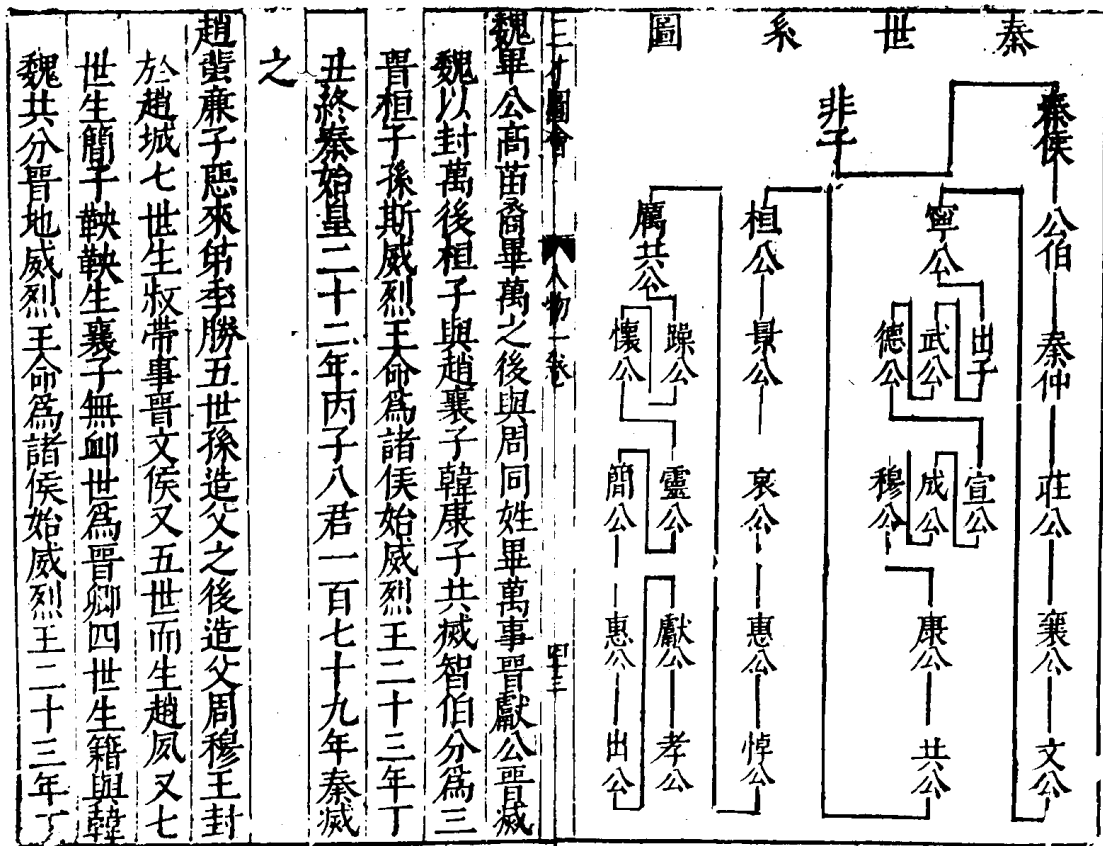 秦世系圖
非子
秦侯
公伯
秦仲
莊公
襄公
文公
寧公
出子
武公
德公
宣公
成公
穆公
康公
共公
桓公
景公
哀公
惠公
悼公
厲共公
躁公
懷公
靈公
簡公
惠公
出公
獻公
孝公
三才圖會
人物一卷
四十三
魏畢公高苗裔畢萬之後與周同姓畢萬事晉獻公晉滅
魏以封萬後桓子與趙襄子韓康子共滅智伯分爲三
晉桓子孫斯威烈王命爲諸侯始威烈王二十三年丁
丑終秦始皇二十二年丙子八君一百七十九年秦滅
之
趙蜚廉子惡來弟季勝五世孫造父之後造父周穆王封
於趙城七世生叔帶事晉文侯又五世而生趙夙又七
世生簡子鞅鞅生襄子無卹世爲晉卿四世生籍與韓
魏共分晉地威烈王命爲諸侯始威烈王二十三年丁